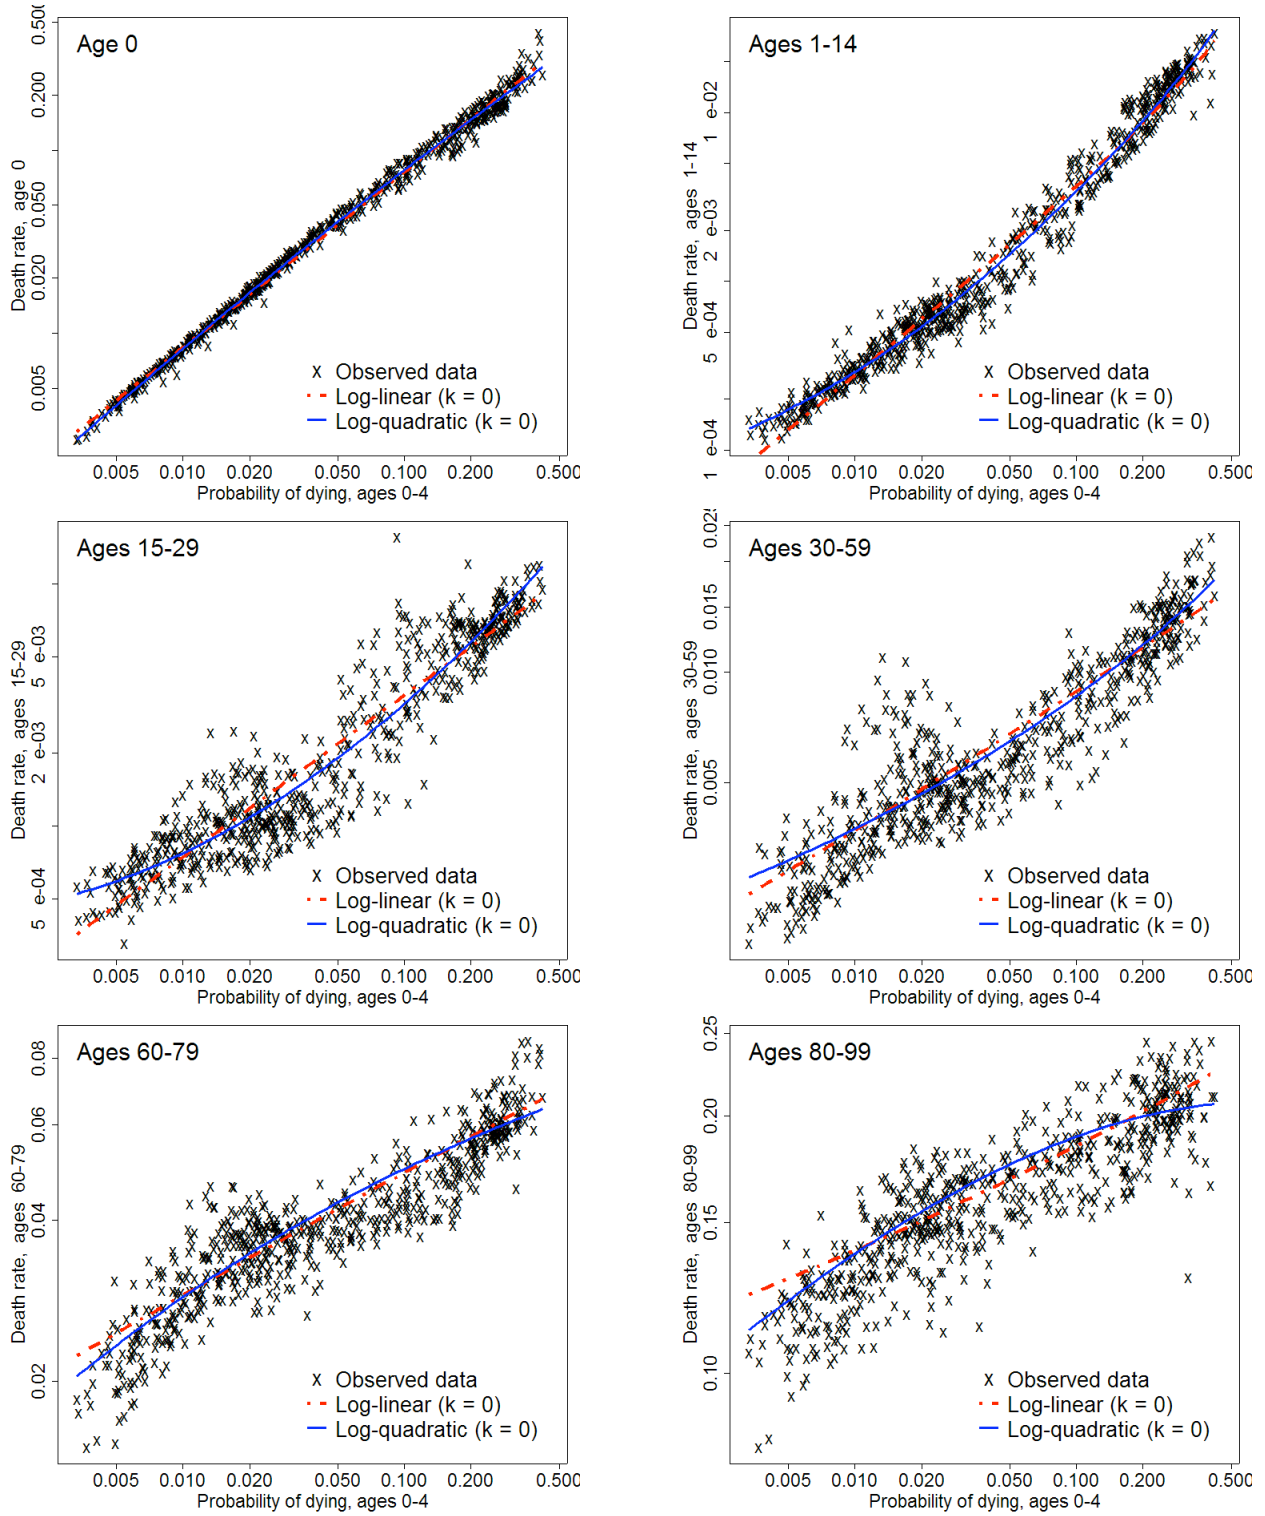 Age 0
0.500
0.200
0.050
0.020
0.005
Death rate, age 0
x Observed data
Log-linear (k = 0)
Log-quadratic (k = 0)
0.005 0.010 0.020 0.050 0.100 0.200 0.500
Probability of dying, ages 0-4
Ages 1-14
1 e-02
2 e-03
5 e-04
1 e-04
Death rate, ages 1-14
x Observed data
Log-linear (k = 0)
Log-quadratic (k = 0)
0.005 0.010 0.020 0.050 0.100 0.200 0.500
Probability of dying, ages 0-4
Ages 15-29
5 e-03
2 e-03
5 e-04
Death rate, ages 15-29
x Observed data
Log-linear (k = 0)
Log-quadratic (k = 0)
0.005 0.010 0.020 0.050 0.100 0.200 0.500
Probability of dying, ages 0-4
Ages 30-59
0.025
0.015
0.010
0.005
Death rate, ages 30-59
x Observed data
Log-linear (k = 0)
Log-quadratic (k = 0)
0.005 0.010 0.020 0.050 0.100 0.200 0.500
Probability of dying, ages 0-4
Ages 60-79
0.08
0.06
0.04
0.02
Death rate, ages 60-79
x Observed data
Log-linear (k = 0)
Log-quadratic (k = 0)
0.005 0.010 0.020 0.050 0.100 0.200 0.500
Probability of dying, ages 0-4
Ages 80-99
0.25
0.20
0.15
0.10
Death rate, ages 80-99
x Observed data
Log-linear (k = 0)
Log-quadratic (k = 0)
0.005 0.010 0.020 0.050 0.100 0.200 0.500
Probability of dying, ages 0-4